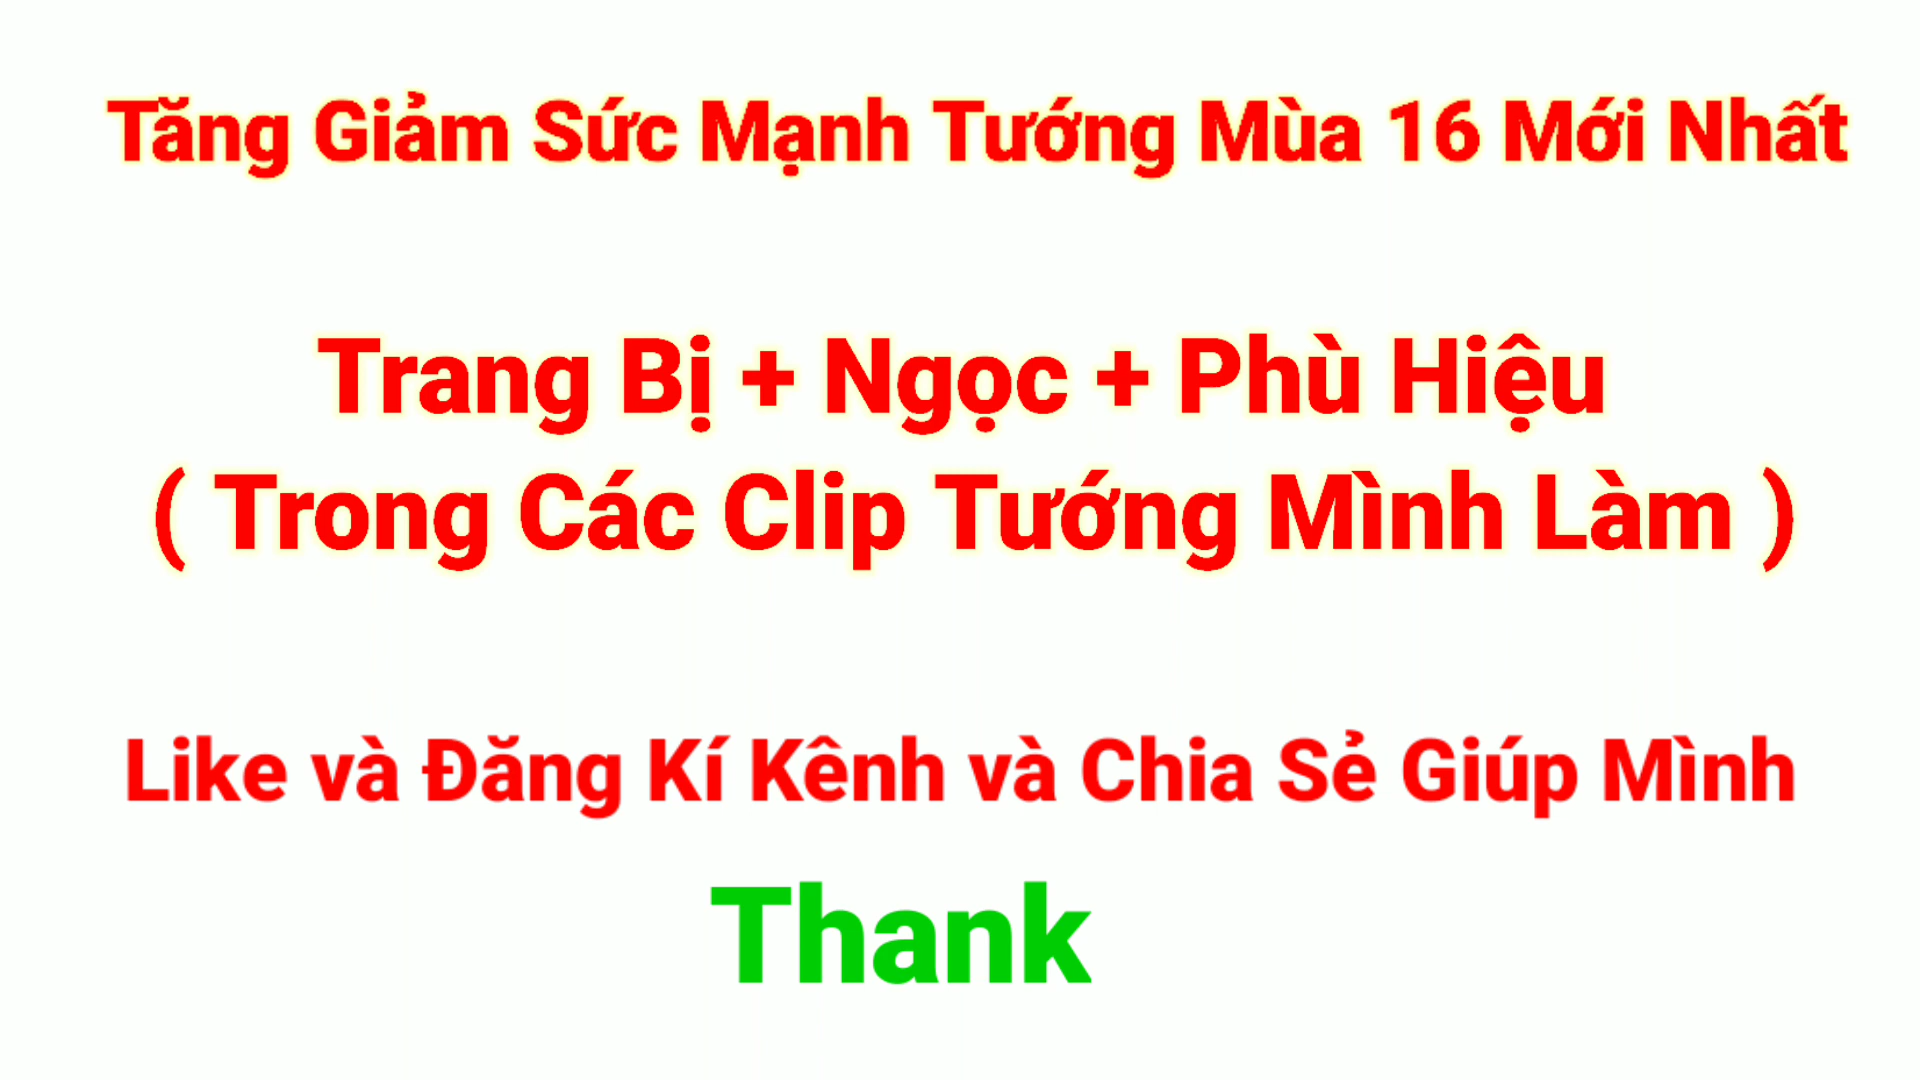 Tăng Giảm Sức Mạnh Tướng Mùa 16 Mới Nhất
Trang Bị + Ngọc + Phù Hiệu
( Trong Các Clip Tướng Mình Làm )
Like và Đăng Kí Kênh và Chia Sẻ Giúp Mình
Thank